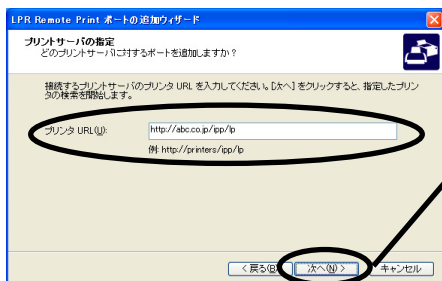 LPR Remote Print ポートの追加ウィザード
プリントサーバの指定
どのプリントサーバに対するポートを追加しますか?
接続するプリントサーバのプリンタ URL を入力してください。[次へ] をクリックすると、指定したプリン
タの検索を開始します。
プリンタ URL(U):
http://abc.co.jp/ipp/lp
例: http://printers/ipp/lp
< 戻る(B) 次へ(N) > キャンセル